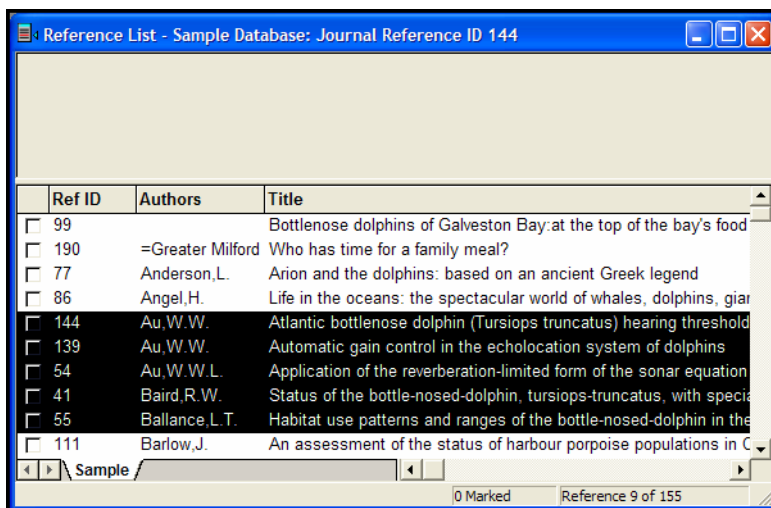 Reference List - Sample Database: Journal Reference ID 144
Ref ID Authors Title
99 Bottlenose dolphins of Galveston Bay:at the top of the bay's food
190 =Greater Milford Who has time for a family meal?
77 Anderson,L. Arion and the dolphins: based on an ancient Greek legend
86 Angel,H. Life in the oceans: the spectacular world of whales, dolphins, giar
144 Au,W.W. Atlantic bottlenose dolphin (Tursiops truncatus) hearing threshold
139 Au,W.W. Automatic gain control in the echolocation system of dolphins
54 Au,W.W.L. Application of the reverberation-limited form of the sonar equation
41 Baird,R.W. Status of the bottle-nosed-dolphin, tursiops-truncatus, with specia
55 Ballance,L.T. Habitat use patterns and ranges of the bottle-nosed-dolphin in the
111 Barlow,J. An assessment of the status of harbour porpoise populations in C
Sample
0 Marked Reference 9 of 155